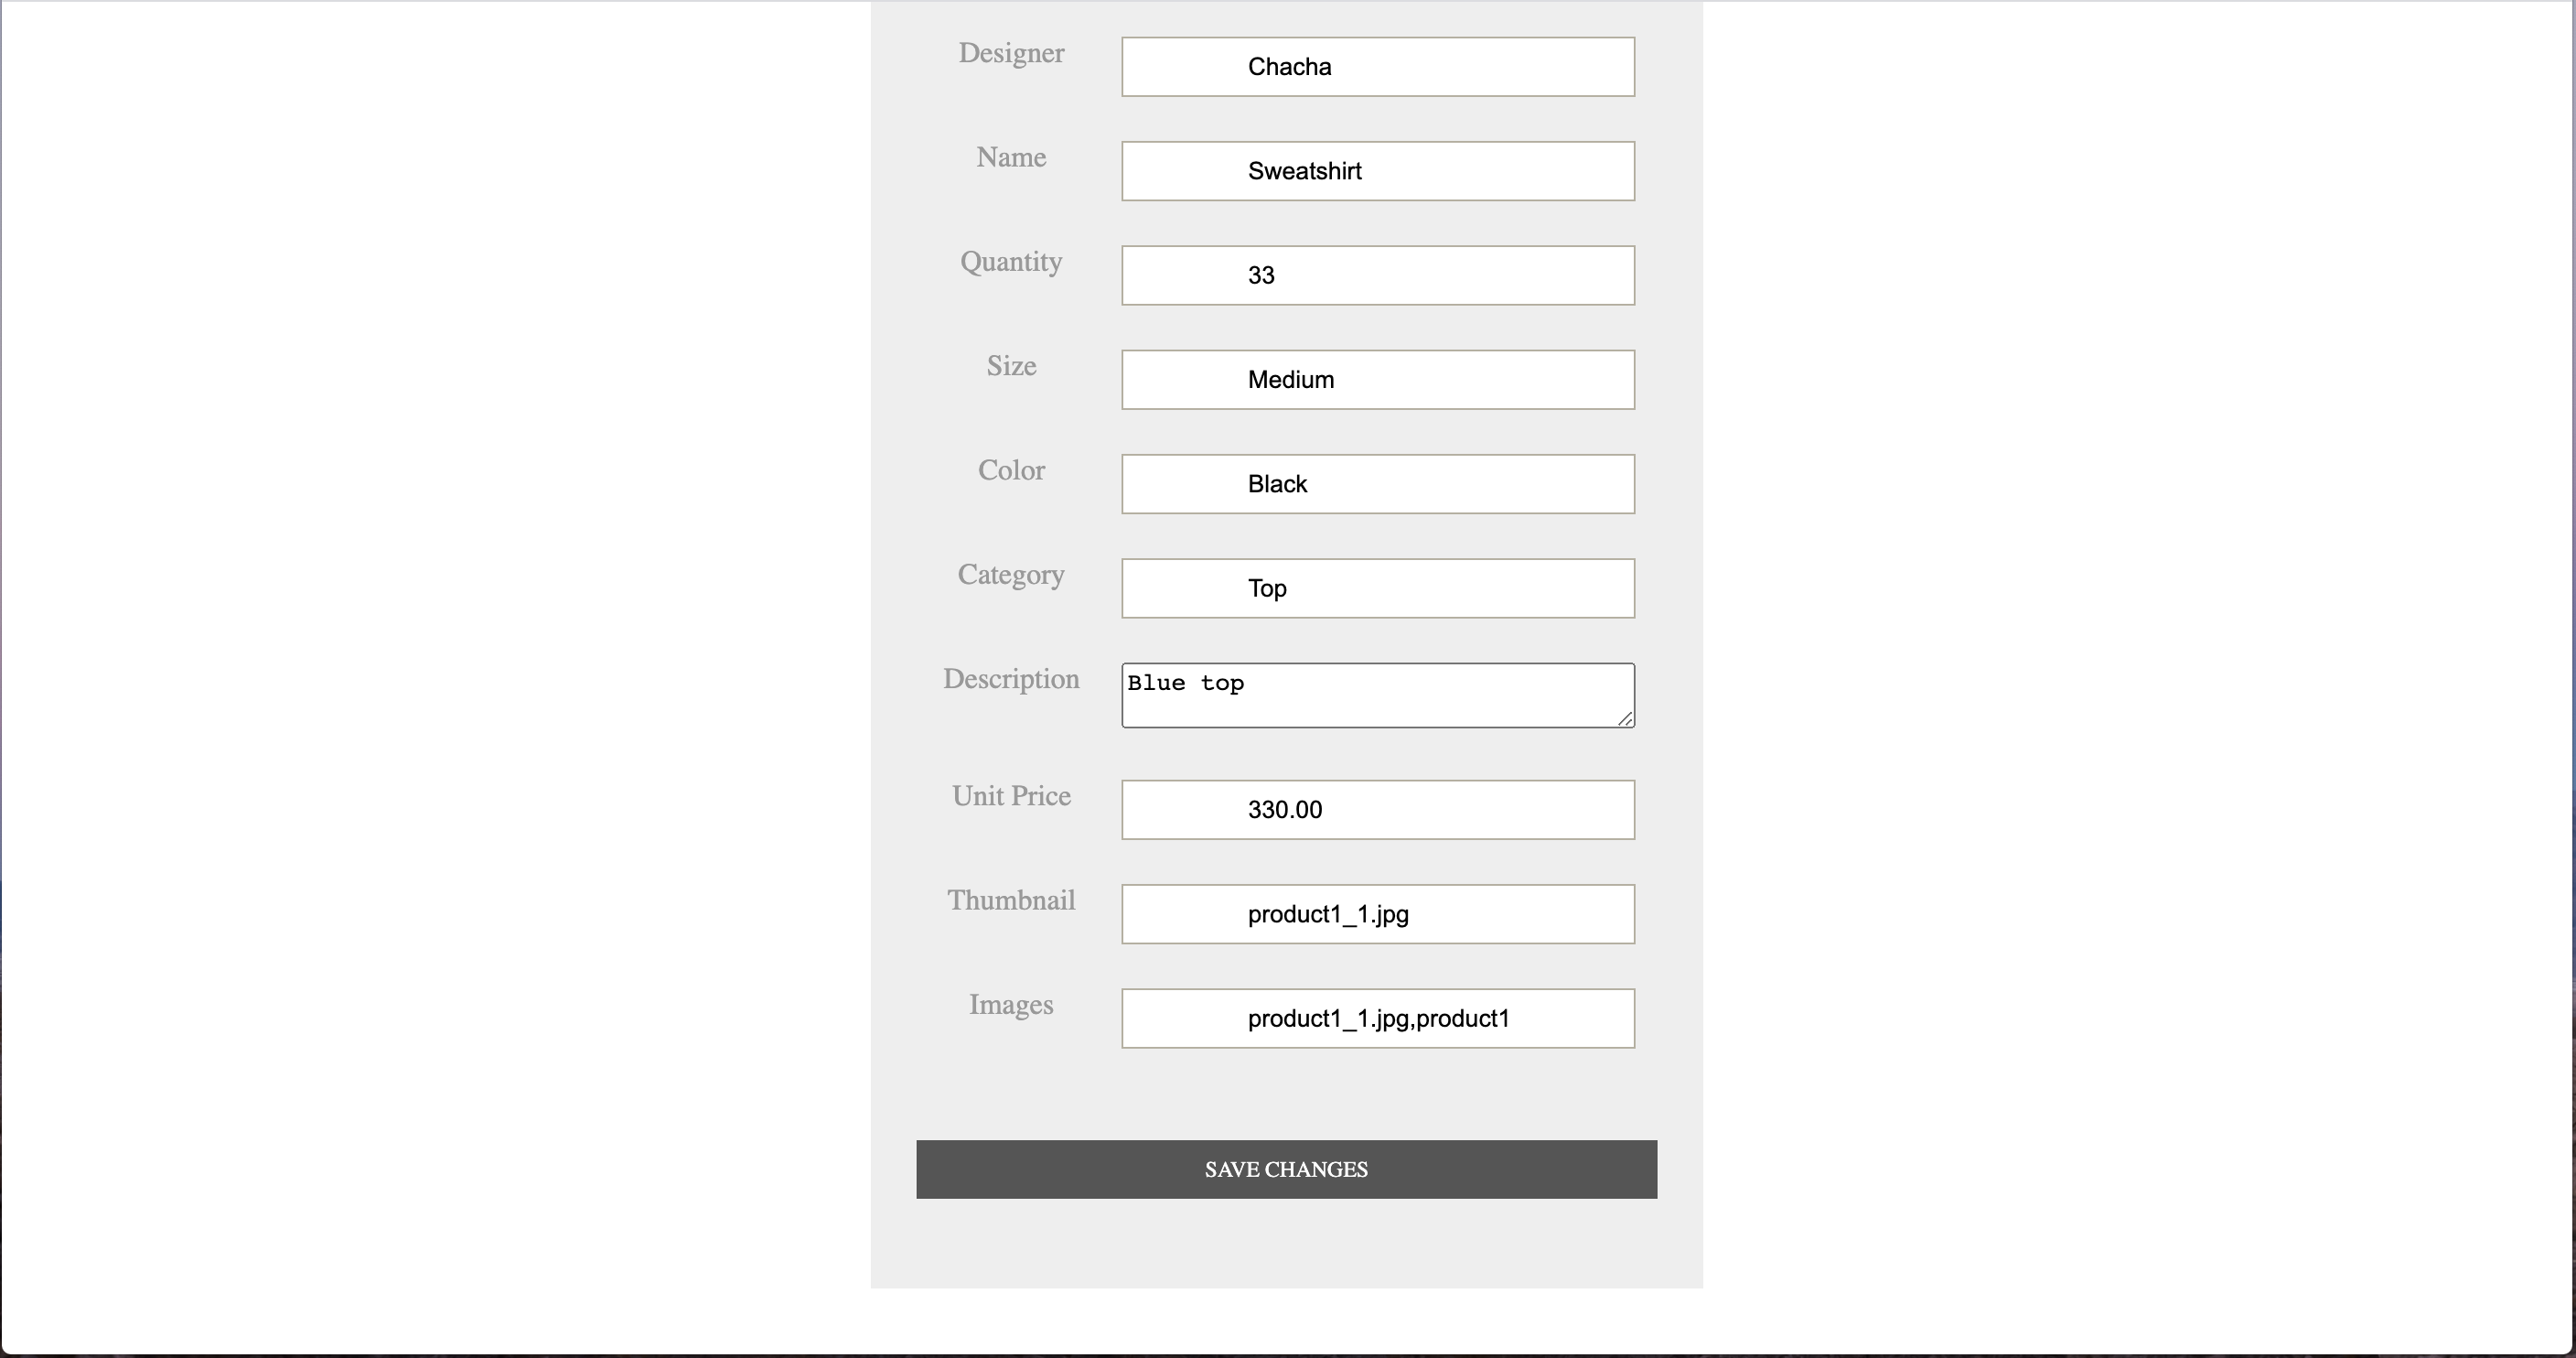 Designer Chacha
Name Sweatshirt
Quantity 33
Size Medium
Color Black
Category Top
Description Blue top
Unit Price 330.00
Thumbnail product1_1.jpg
Images product1_1.jpg,product1
SAVE CHANGES